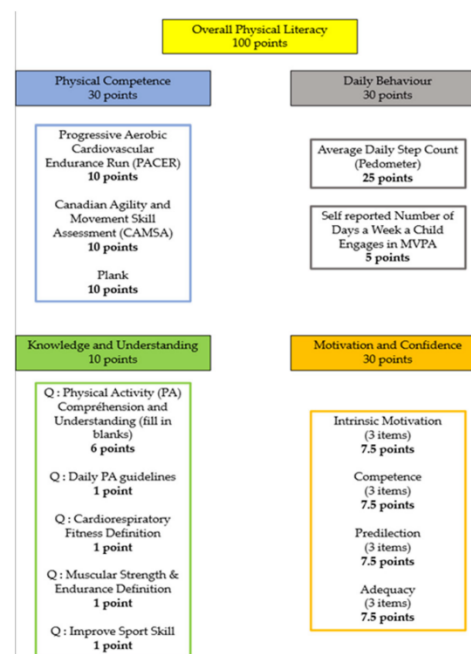 Overall Physical Literacy
100 points
Physical Competence
30 points
Progressive Aerobic
Cardiovascular
Endurance Run (PACER)
10 points
Canadian Agility and
Movement Skill
Assessment (CAMSA)
10 points
Plank
10 points
Daily Behaviour
30 points
Average Daily Step Count
(Pedometer)
25 points
Self reported Number of
Days a Week a Child
Engages in MVPA
5 points
Knowledge and Understanding
10 points
Q : Physical Activity (PA)
Compréhension and
Understanding (fill in
blanks)
6 points
Q : Daily PA guidelines
1 point
Q : Cardiorespiratory
Fitness Definition
1 point
Q : Muscular Strength &
Endurance Definition
1 point
Q : Improve Sport Skill
1 point
Motivation and Confidence
30 points
Intrinsic Motivation
(3 items)
7.5 points
Competence
(3 items)
7.5 points
Predilection
(3 items)
7.5 points
Adequacy
(3 items)
7.5 points